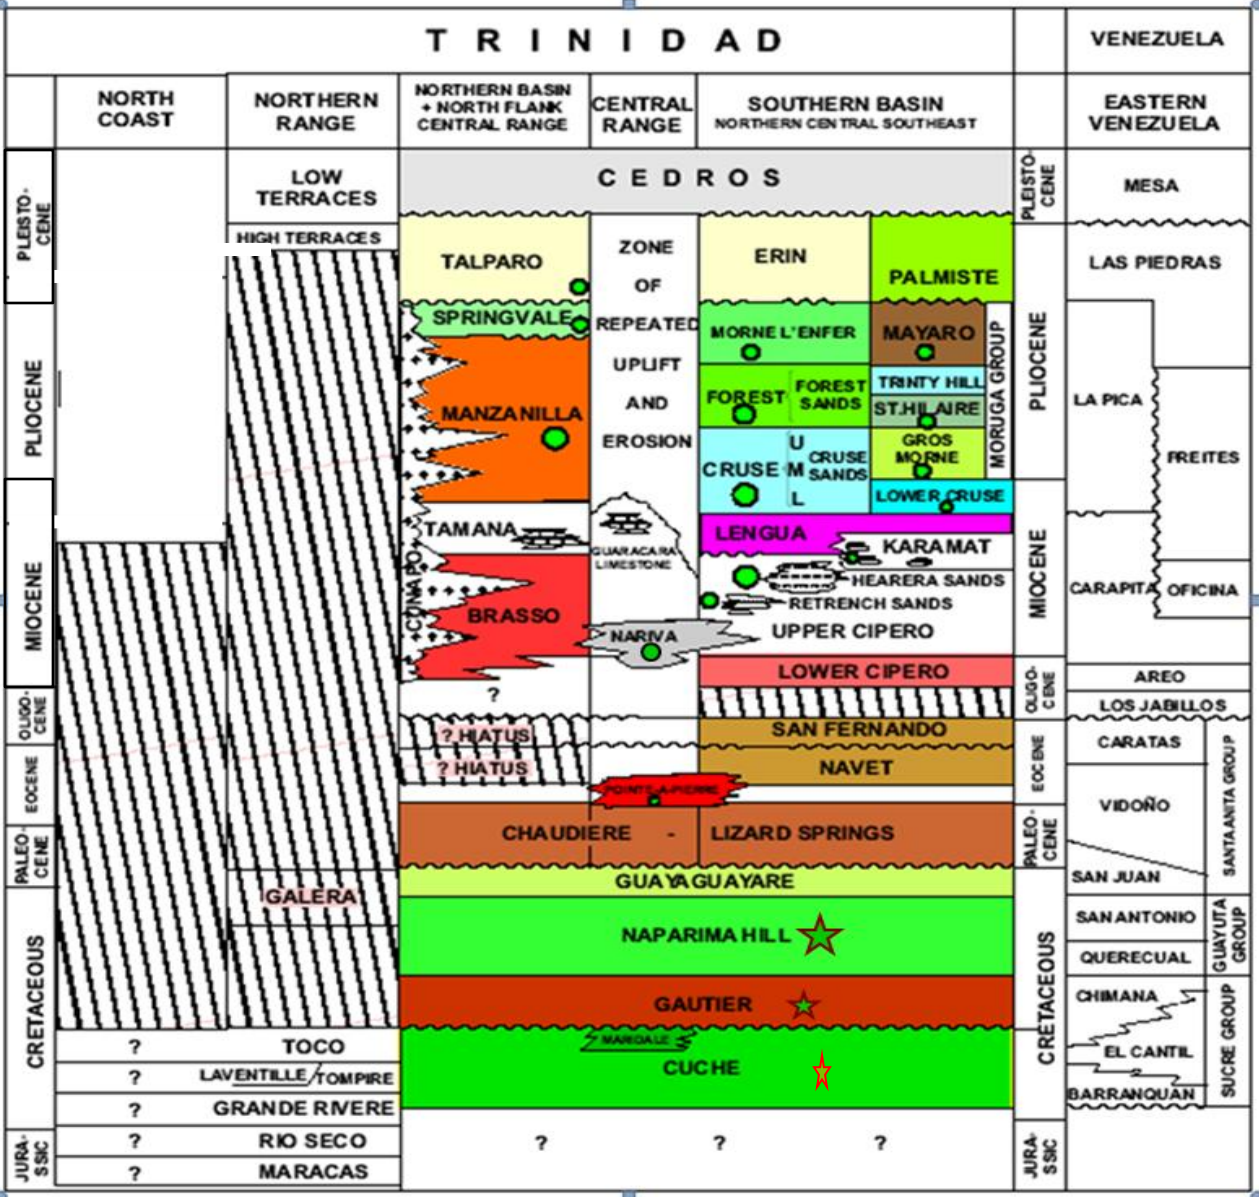 TRINIDAD
VENEZUELA
NORTH
COAST
NORTHERN
RANGE
NORTHERN BASIN
+ NORTH FLANK
CENTRAL RANGE
CENTRAL
RANGE
SOUTHERN BASIN
NORTHERN CENTRAL SOUTHEAST
EASTERN
VENEZUELA
PLEISTO-
CENE
LOW
TERRACES
HIGH TERRACES
CEDROS
PLEISTO-
CENE
MESA
TALPARO
ZONE
OF
REPEATED
UPLIFT
AND
EROSION
ERIN
PALMISTE
LAS PIEDRAS
PLIOCENE
SPRINGVALE
MANZANILLA
MORNE L'ENFER
MAYARO
FOREST
FOREST
SANDS
TRINTY HILL
ST.HILAIRE
CRUSE
U
M
L
CRUSE
SANDS
GROS
MORNE
LOWER CRUSE
MORUGA GROUP
PLIOCENE
LA PICA
FREITES
MIOCENE
TAMANA
CUNAPO
BRASSO
GUARACARA
LIMESTONE
NARIVA
LENGUA
KARAMAT
HEARERA SANDS
RETRENCH SANDS
UPPER CIPERO
MIOCENE
CARAPITA
OFICINA
OLIGO-
CENE
?
LOWER CIPERO
OLIGO-
CENE
AREO
LOS JABILLOS
EOCENE
? HIATUS
? HIATUS
SAN FERNANDO
NAVET
POINTE-A-PIERRE
EOCENE
CARATAS
VIDOÑO
SANTA ANITA GROUP
PALEO-
CENE
CHAUDIERE - LIZARD SPRINGS
PALEO-
CENE
SAN JUAN
CRETACEOUS
GALERA
GUAYAGUAYARE
NAPARIMA HILL
GAUTIER
MARIDALE
CUCHE
CRETACEOUS
SAN ANTONIO
QUERECUAL
GUAYUTA
GROUP
CHIMANA
EL CANTIL
BARRANQUAN
SUCRE GROUP
? TOCO
? LAVENTILLE/TOMPIRE
? GRANDE RIVERE
JURA-
SSIC
? RIO SECO
? MARACAS
? ? ?
JURA-
SSIC